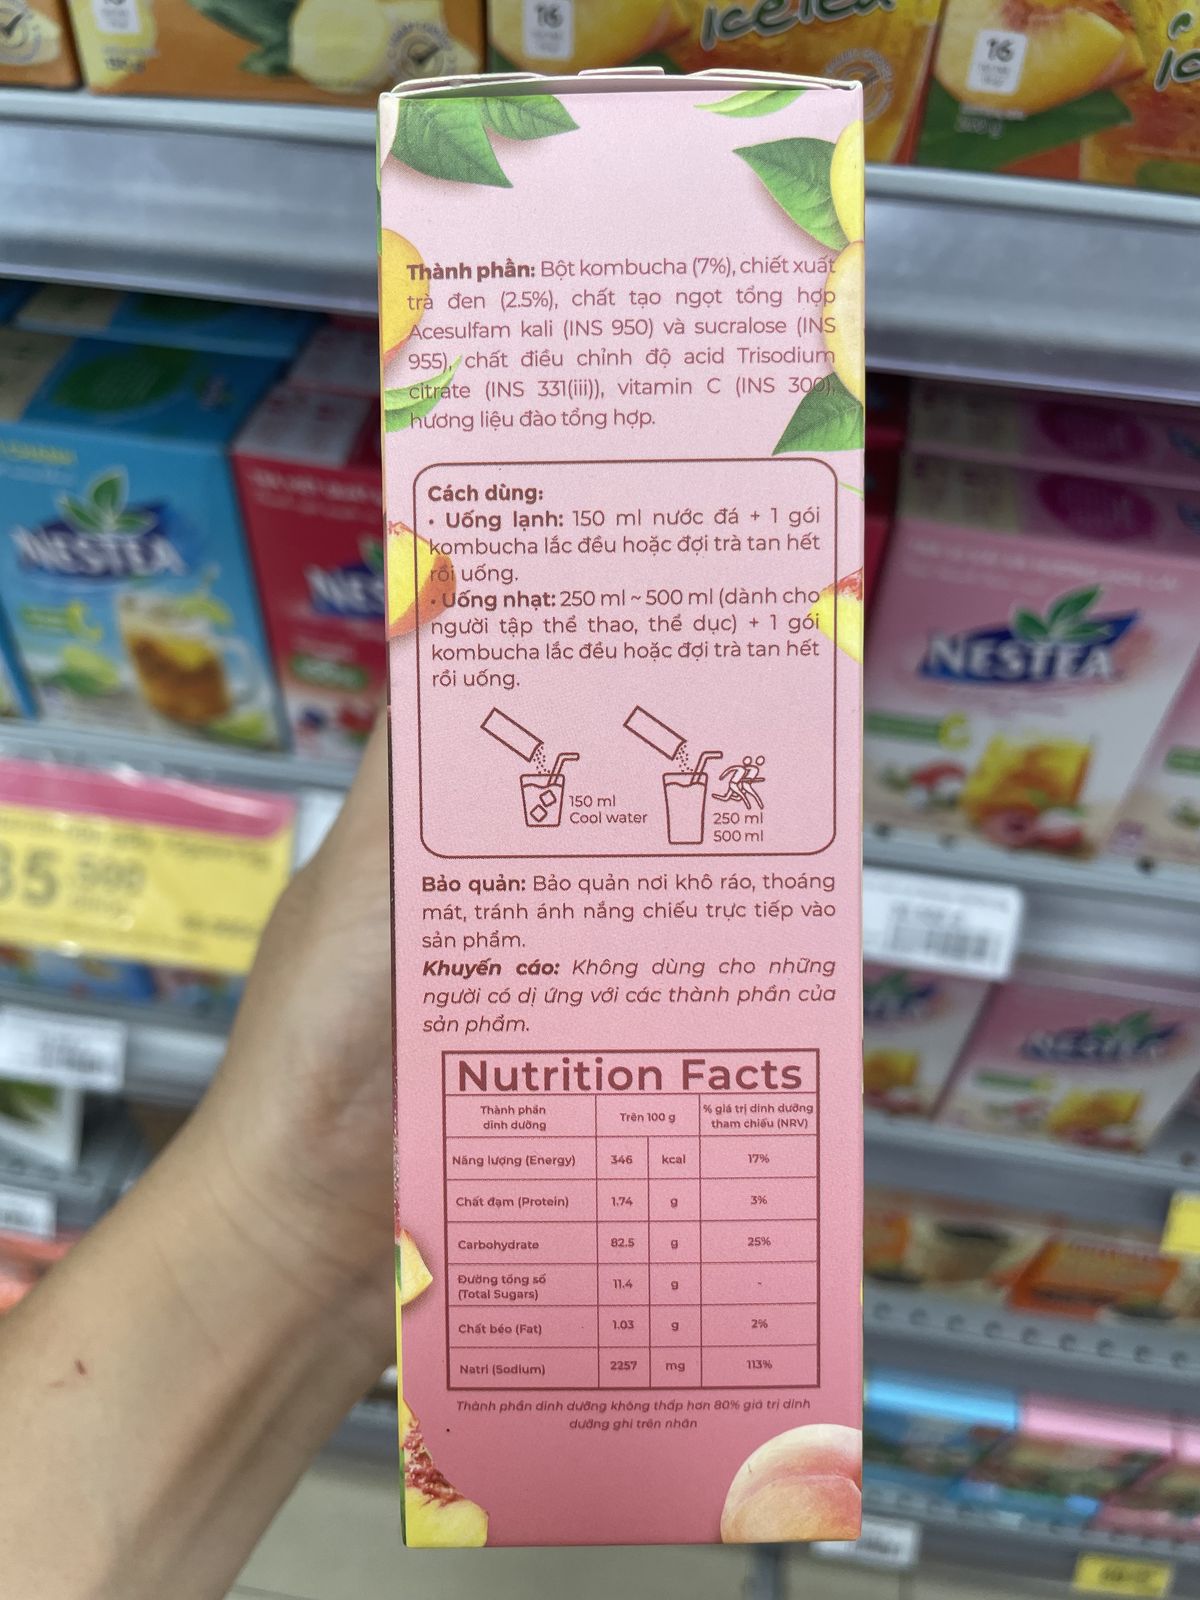 16
IceTea
16
Thành phần: Bột kombucha (7%), chiết xuất
trà đen (2.5%), chất tạo ngọt tổng hợp
Acesulfam kali (INS 950) và sucralose (INS
955), chất điều chỉnh độ acid Trisodium
citrate (INS 331(iii)), vitamin C (INS 300),
hương liệu đào tổng hợp.
Cách dùng:
• Uống lạnh: 150 ml nước đá + 1 gói
kombucha lắc đều hoặc đợi trà tan hết
rồi uống.
• Uống nhạt: 250 ml ~ 500 ml (dành cho
người tập thể thao, thể dục) + 1 gói
kombucha lắc đều hoặc đợi trà tan hết
rồi uống.
150 ml
Cool water
250 ml
500 ml
Bảo quản: Bảo quản nơi khô ráo, thoáng
mát, tránh ánh nắng chiếu trực tiếp vào
sản phẩm.
Khuyến cáo: Không dùng cho những
người có dị ứng với các thành phần của
sản phẩm.
Nutrition Facts
Thành phần dinh dưỡng Trên 100 g % giá trị dinh dưỡng tham chiếu (NRV)
Năng lượng (Energy) 346 kcal 17%
Chất đạm (Protein) 1.74 g 3%
Carbohydrate 82.5 g 25%
Đường tổng số (Total Sugars) 11.4 g -
Chất béo (Fat) 1.03 g 2%
Natri (Sodium) 2257 mg 113%
Thành phần dinh dưỡng không thấp hơn 80% giá trị dinh
dưỡng ghi trên nhãn
NESTEA
NES
NESTEA
NESTEA